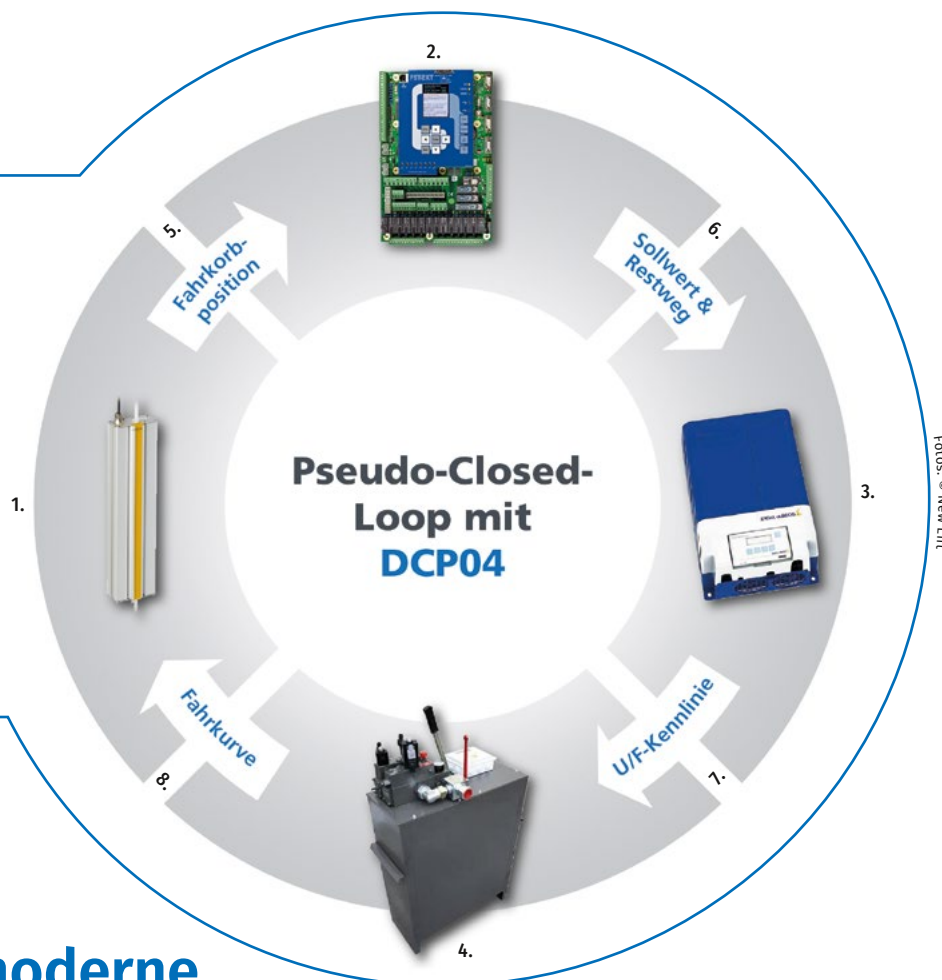 2.
5.
Fahrkorb-
position
6.
Sollwert &
Restweg
1.
Pseudo-Closed-
Loop mit
DCP04
3.
Fotos: © New Lift
Fahrkurve
8.
U/F-Kennlinie
7.
4.
moderne